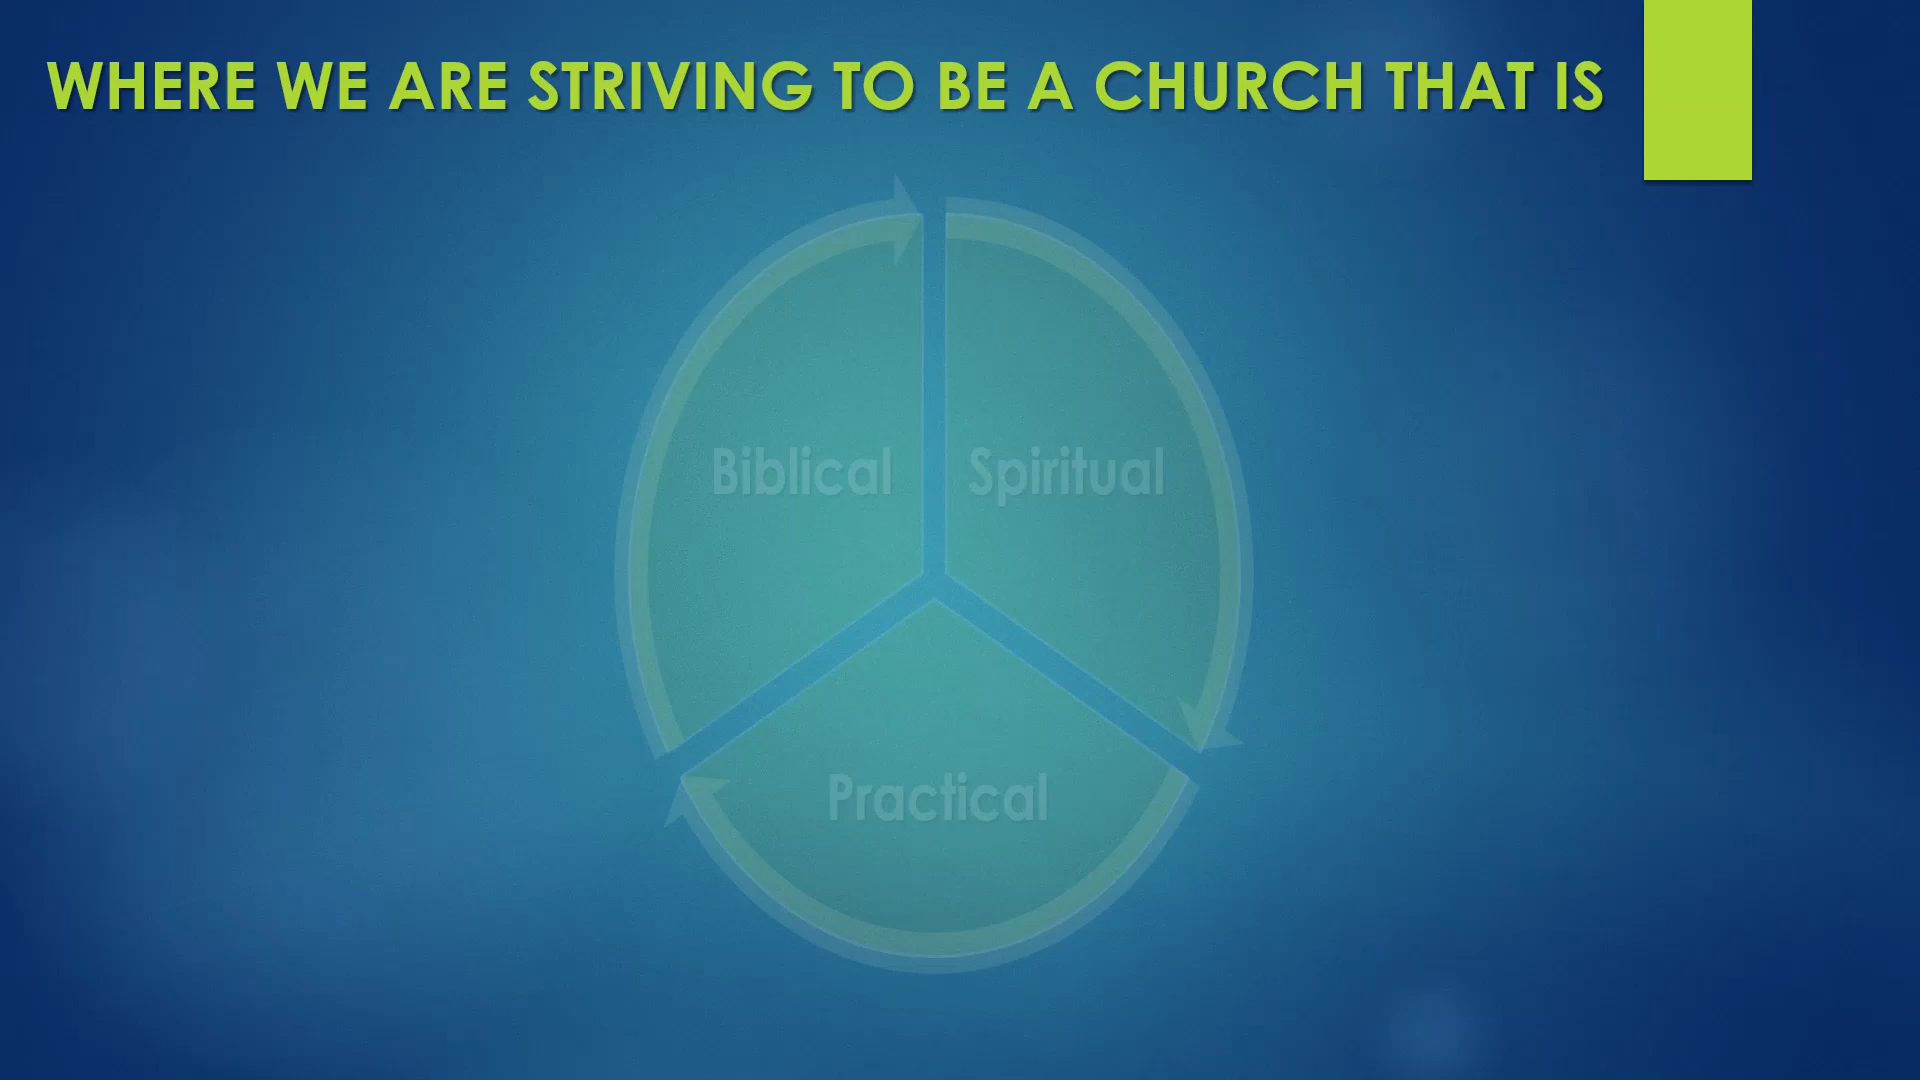 WHERE WE ARE STRIVING TO BE A CHURCH THAT IS
Biblical
Spiritual
Practical